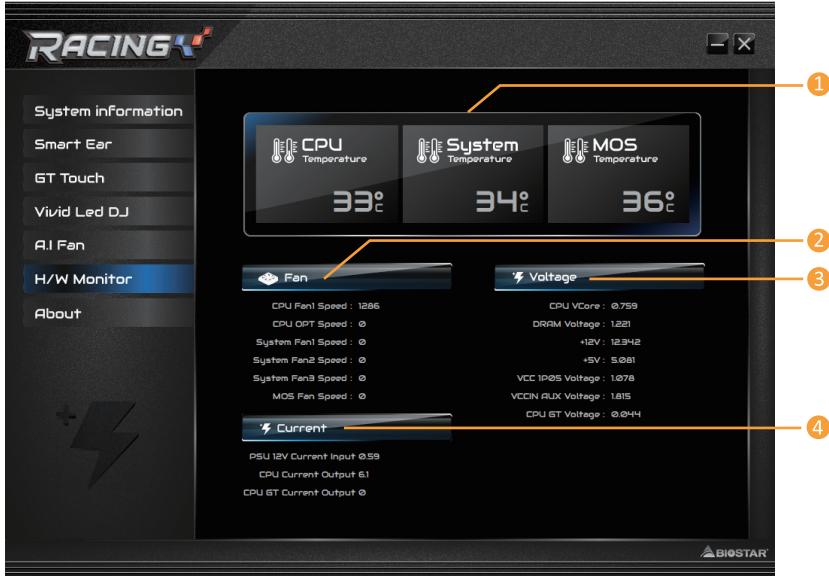 RACING
System information
Smart Ear
GT Touch
Vivid Led DJ
A.I Fan
H/W Monitor
About
1
CPU
Temperature
33°C
System
Temperature
34°C
MOS
Temperature
36°C
2
Fan
CPU Fan1 Speed : 1286
CPU OPT Speed : 0
System Fan1 Speed : 0
System Fan2 Speed : 0
System Fan3 Speed : 0
MOS Fan Speed : 0
3
Voltage
CPU VCore : 0.759
DRAM Voltage : 1.221
+12V : 12.342
+5V : 5.081
VCC 1P05 Voltage : 1.078
VCCIN AUX Voltage : 1.815
CPU GT Voltage : 0.044
4
Current
PSU 12V Current Input 0.59
CPU Current Output 6.1
CPU GT Current Output 0
BIOSTAR